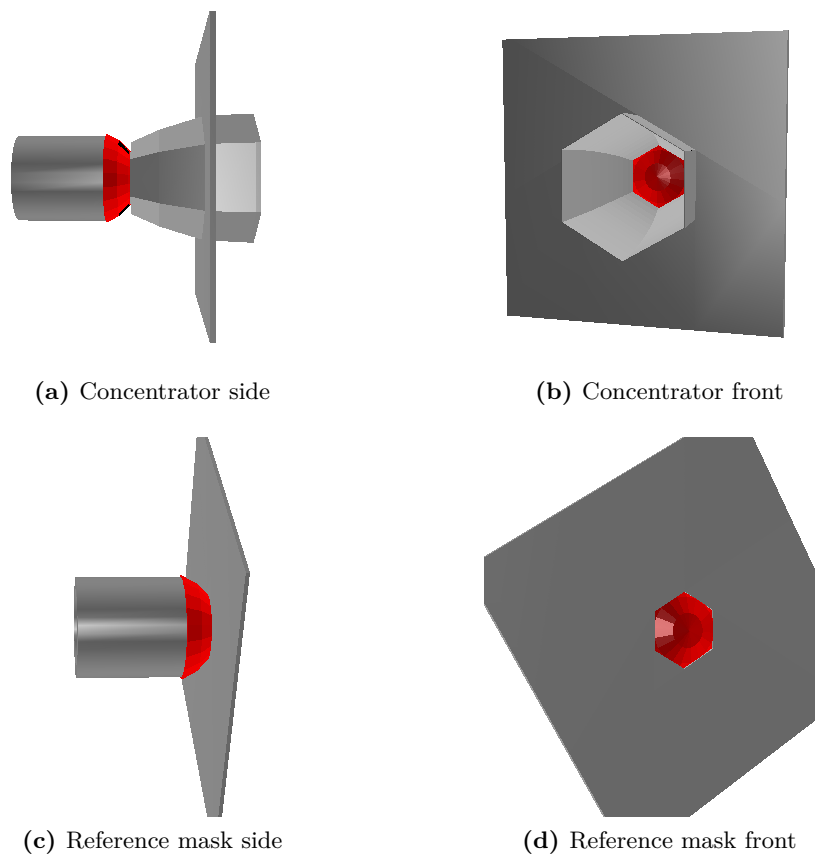 (a) Concentrator side
(b) Concentrator front
(c) Reference mask side
(d) Reference mask front